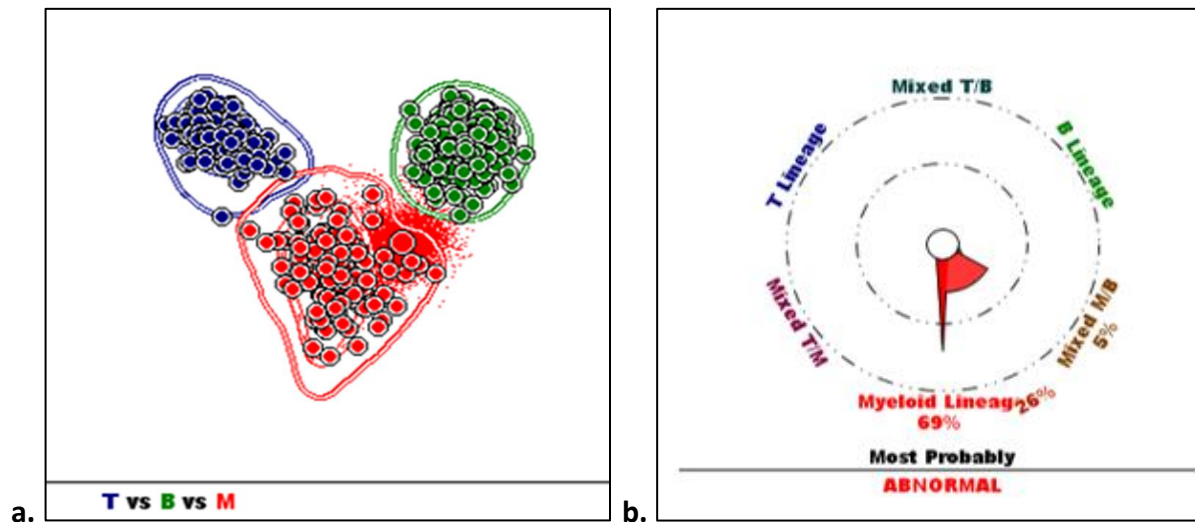 a.
T vs B vs M
b.
Mixed T/B
T Lineage
B Lineage
Mixed T/M
Mixed M/B
5%
Myeloid Lineage
26%
69%
Most Probably
ABNORMAL